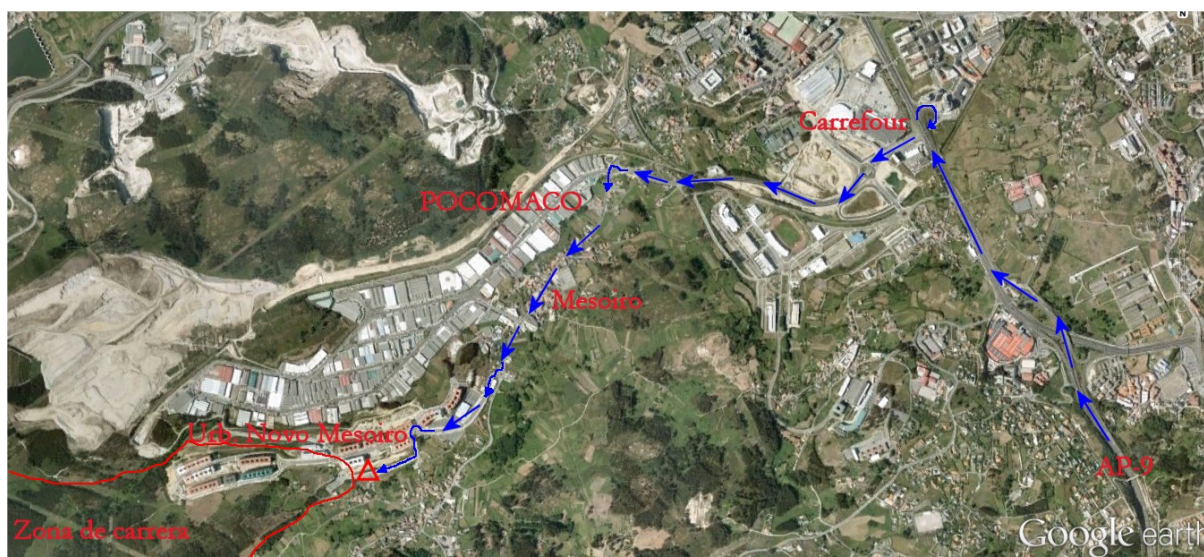 N
Carrefour
POCOMACO
Mesoiro
Urb. Novo Mesoiro
AP-9
Zona de carrera
Google earth